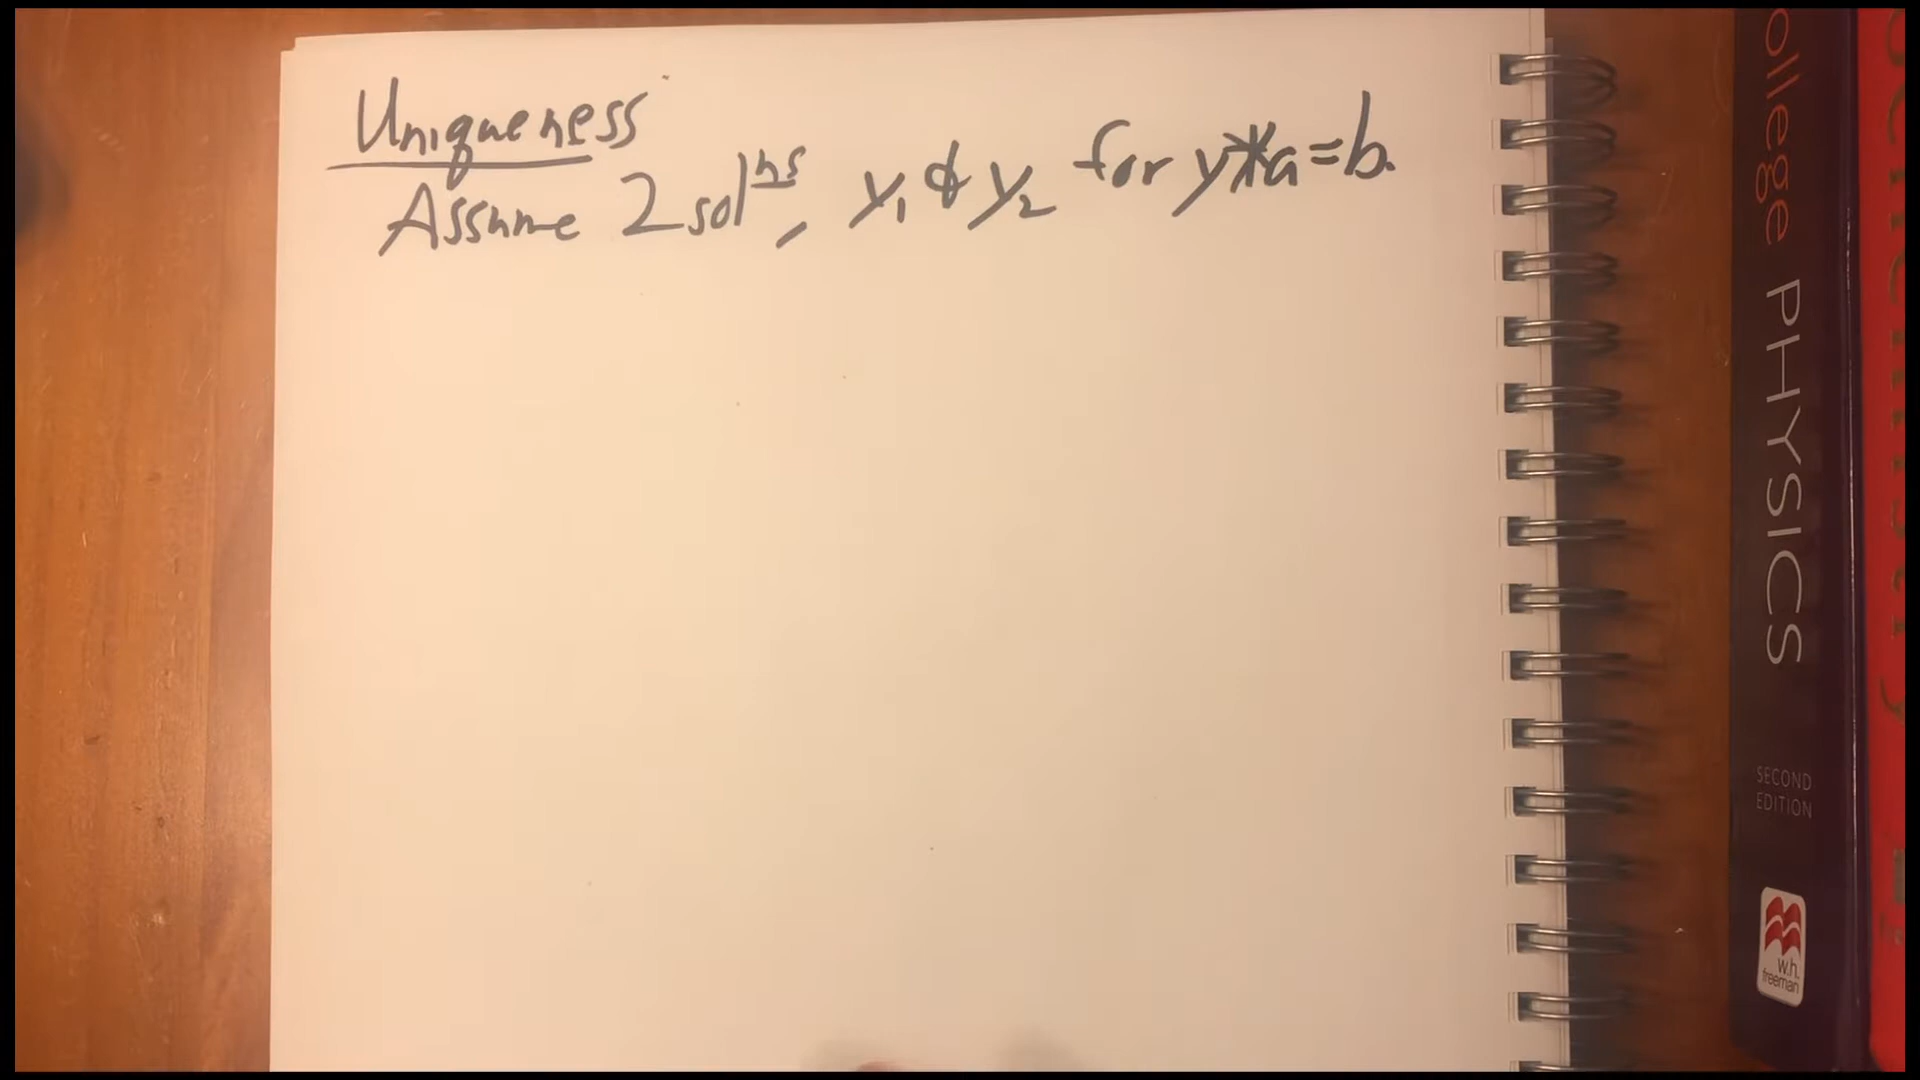 Uniqueness
Assume 2 solns, y1 & y2 for y*a=b.
ollege PHYSICS
SECOND
EDITION
w.h.
freeman